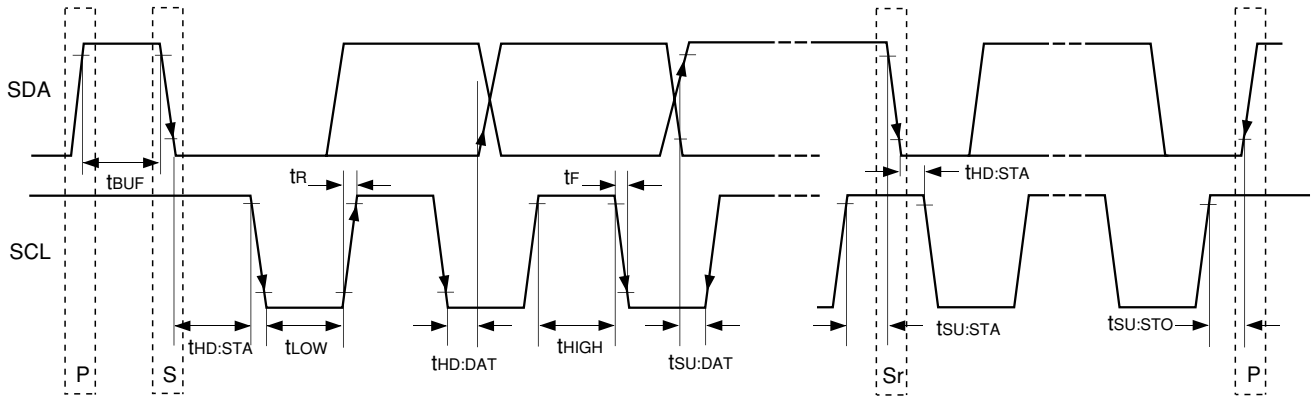 SDA
tBUF
tR
tF
tHD:STA
SCL
tHD:STA
tLOW
tHD:DAT
tHIGH
tSU:DAT
tSU:STA
tSU:STO
P
S
Sr
P